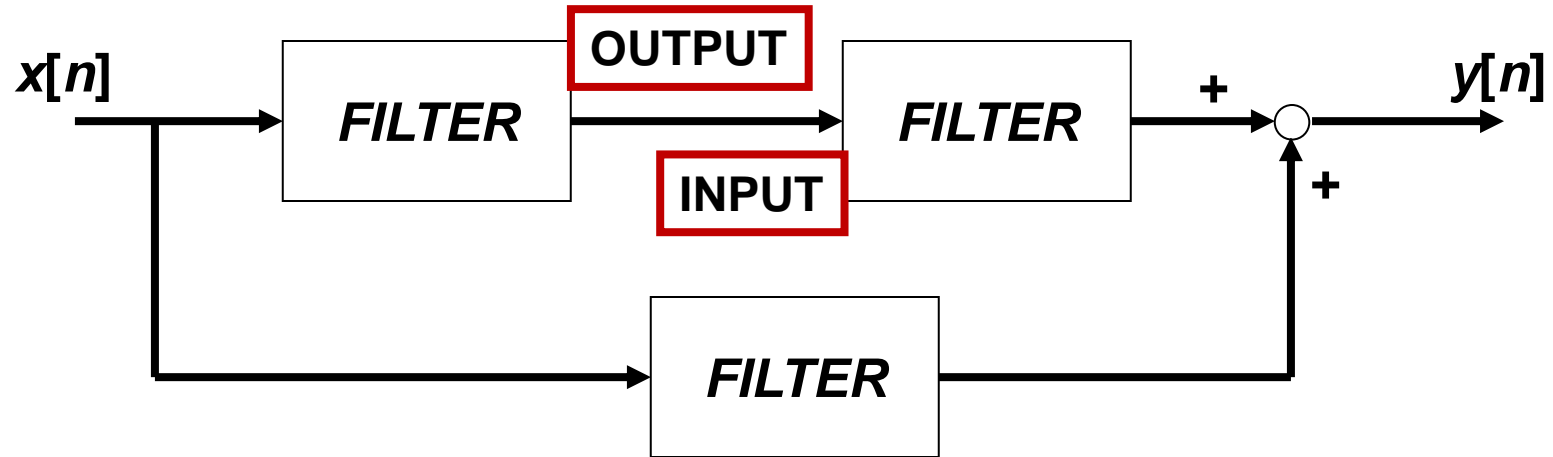 x[n]
FILTER
OUTPUT
INPUT
FILTER
+
y[n]
+
FILTER